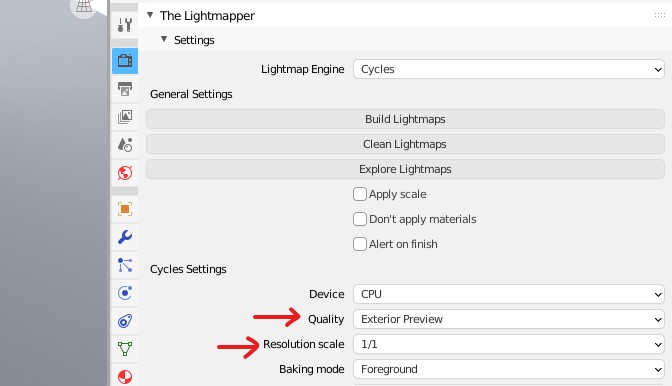 The Lightmapper
Settings
Lightmap Engine Cycles
General Settings
Build Lightmaps
Clean Lightmaps
Explore Lightmaps
Apply scale
Don't apply materials
Alert on finish
Cycles Settings
Device CPU
Quality Exterior Preview
Resolution scale 1/1
Baking mode Foreground